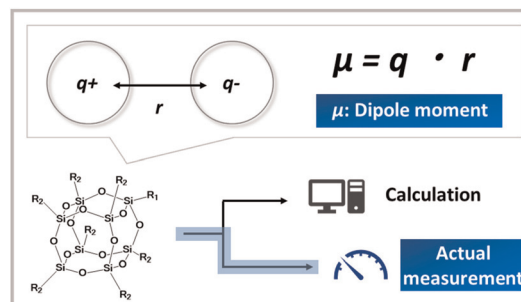 q+
q-
r
μ = q · r
μ: Dipole moment
R₂
R₂
R₂
R₁
Si
O
Si
O
O
Si
O
Si
O
R₂
O
O
O
Si
O
Si
R₂
O
Si
O
Si
R₂
R₂
Calculation
Actual
measurement